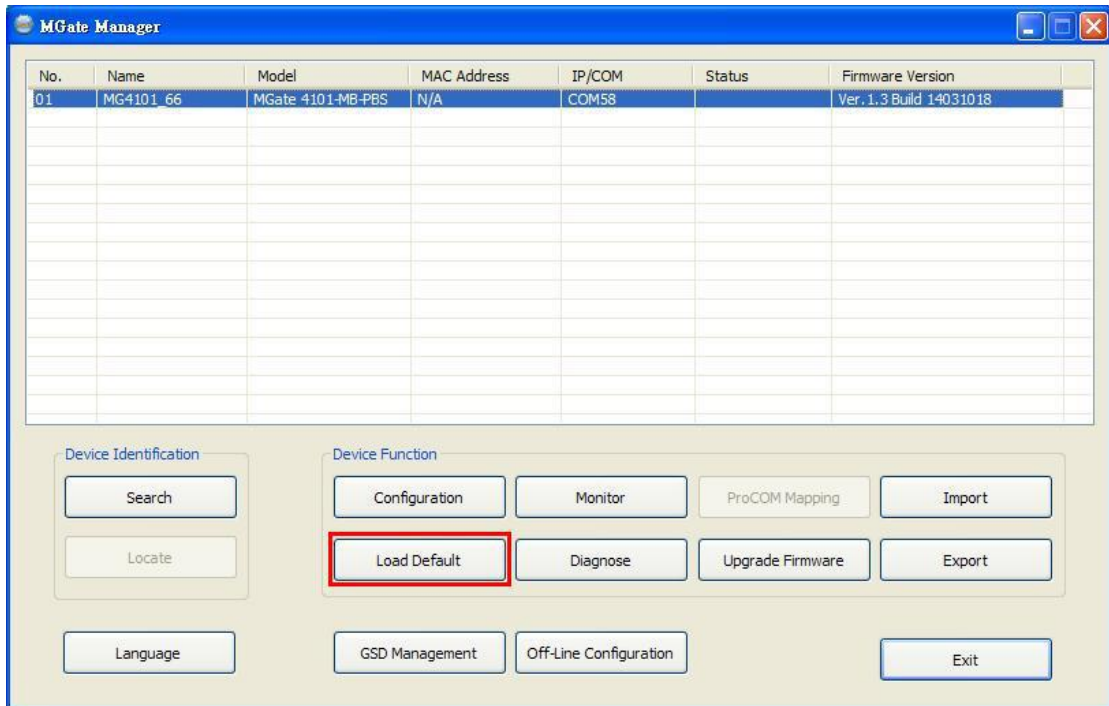 MGate Manager
No. Name Model MAC Address IP/COM Status Firmware Version
01 MG4101_66 MGate 4101-MB-PBS N/A COM58 Ver. 1.3 Build 14031018
Device Identification Device Function
Search Configuration Monitor ProCOM Mapping Import
Locate Load Default Diagnose Upgrade Firmware Export
Language GSD Management Off-Line Configuration Exit